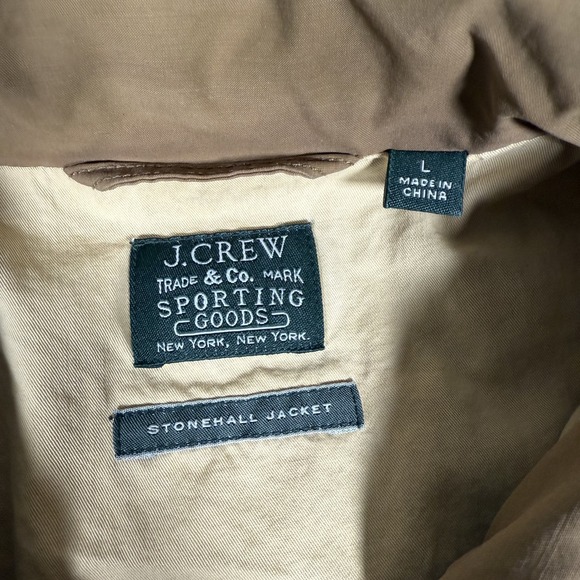 L
MADE IN
CHINA
J.CREW
TRADE & Co. MARK
SPORTING
GOODS
NEW YORK, NEW YORK.
STONEHALL JACKET